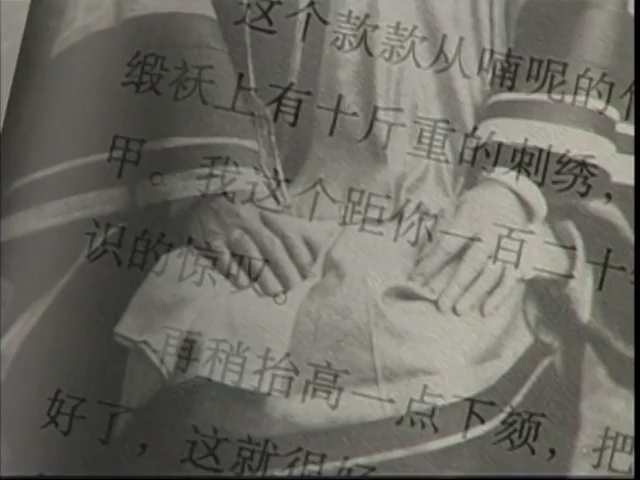 这个款款从喃呢的
缎袄上有十斤重的刺绣，
甲。我这个距你一百二十
识的惊叹。
再稍抬高一点下颏，把
好了，这就很好